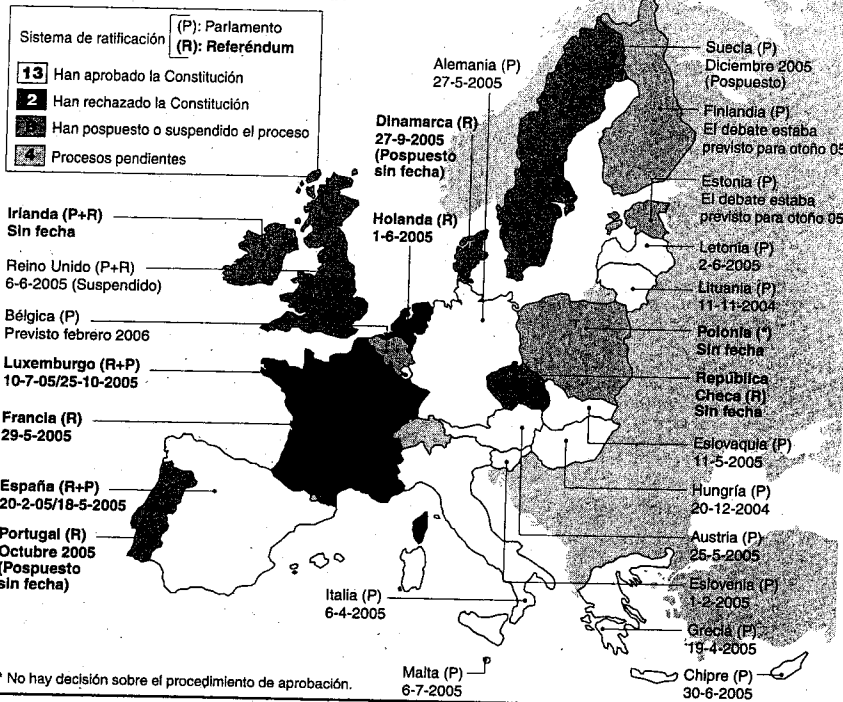 Sistema de ratificación
(P): Parlamento
(R): Referéndum
13 Han aprobado la Constitución
2 Han rechazado la Constitución
Han pospuesto o suspendido el proceso
4 Procesos pendientes
Alemania (P)
27-5-2005
Dinamarca (R)
27-9-2005
(Pospuesto
sin fecha)
Holanda (R)
1-6-2005
Irlanda (P+R)
Sin fecha
Reino Unido (P+R)
6-6-2005 (Suspendido)
Bélgica (P)
Previsto febrero 2006
Luxemburgo (R+P)
10-7-05/25-10-2005
Francia (R)
29-5-2005
España (R+P)
20-2-05/18-5-2005
Portugal (R)
Octubre 2005
(Pospuesto
sin fecha)
Italia (P)
6-4-2005
Malta (P)
6-7-2005
Suecia (P)
Diciembre 2005
(Pospuesto)
Finlandia (P)
El debate estaba
previsto para otoño 05
Estonia (P)
El debate estaba
previsto para otoño 05
Letonia (P)
2-6-2005
Lituania (P)
11-11-2004
Polonia (*)
Sin fecha
República
Checa (R)
Sin fecha
Eslovaquia (P)
11-5-2005
Hungría (P)
20-12-2004
Austria (P)
25-5-2005
Eslovenia (P)
1-2-2005
Grecia (P)
19-4-2005
Chipre (P)
30-6-2005
* No hay decisión sobre el procedimiento de aprobación.